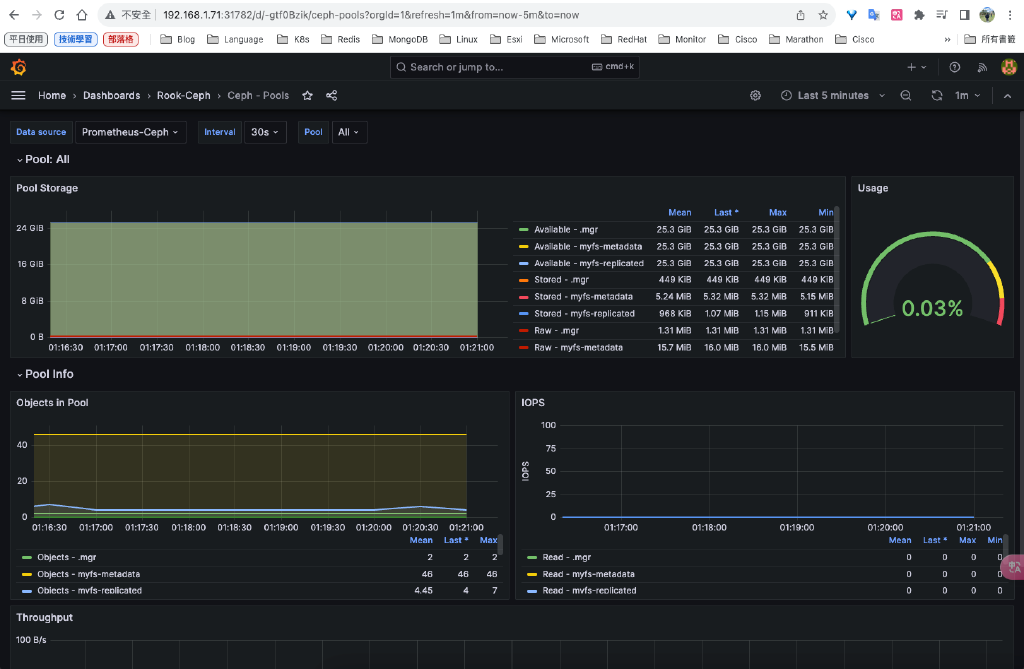 不安全 192.168.1.71:31782/d/-gtf0Bzik/ceph-pools?orgId=1&refresh=1m&from=now-5m&to=now
平日使用 技術學習 部落格 Blog Language K8s Redis MongoDB Linux Esxi Microsoft RedHat Monitor Cisco Marathon Cisco » 所有書籤
Search or jump to... cmd+k
Home › Dashboards › Rook-Ceph › Ceph - Pools Last 5 minutes 1m
Data source Prometheus-Ceph Interval 30s Pool All
Pool: All
Pool Storage
24 GiB
16 GiB
8 GiB
0 B
01:16:30 01:17:00 01:17:30 01:18:00 01:18:30 01:19:00 01:19:30 01:20:00 01:20:30 01:21:00
Mean Last * Max Min
Available - .mgr 25.3 GiB 25.3 GiB 25.3 GiB 25.3 GiB
Available - myfs-metadata 25.3 GiB 25.3 GiB 25.3 GiB 25.3 GiB
Available - myfs-replicated 25.3 GiB 25.3 GiB 25.3 GiB 25.3 GiB
Stored - .mgr 449 KiB 449 KiB 449 KiB 449 KiB
Stored - myfs-metadata 5.24 MiB 5.32 MiB 5.32 MiB 5.15 MiB
Stored - myfs-replicated 968 KiB 1.07 MiB 1.15 MiB 911 KiB
Raw - .mgr 1.31 MiB 1.31 MiB 1.31 MiB 1.31 MiB
Raw - myfs-metadata 15.7 MiB 16.0 MiB 16.0 MiB 15.5 MiB
Usage
0.03%
Pool Info
Objects in Pool
40
20
0
01:16:30 01:17:00 01:17:30 01:18:00 01:18:30 01:19:00 01:19:30 01:20:00 01:20:30 01:21:00
Mean Last * Max
Objects - .mgr 2 2 2
Objects - myfs-metadata 46 46 46
Objects - myfs-replicated 4.45 4 7
IOPS
IOPS
100
75
50
25
0
01:17:00 01:18:00 01:19:00 01:20:00 01:21:00
Mean Last * Max Min
Read - .mgr 0 0 0 0
Read - myfs-metadata 0 0 0 0
Read - myfs-replicated 0 0 0 0
Throughput
100 B/s